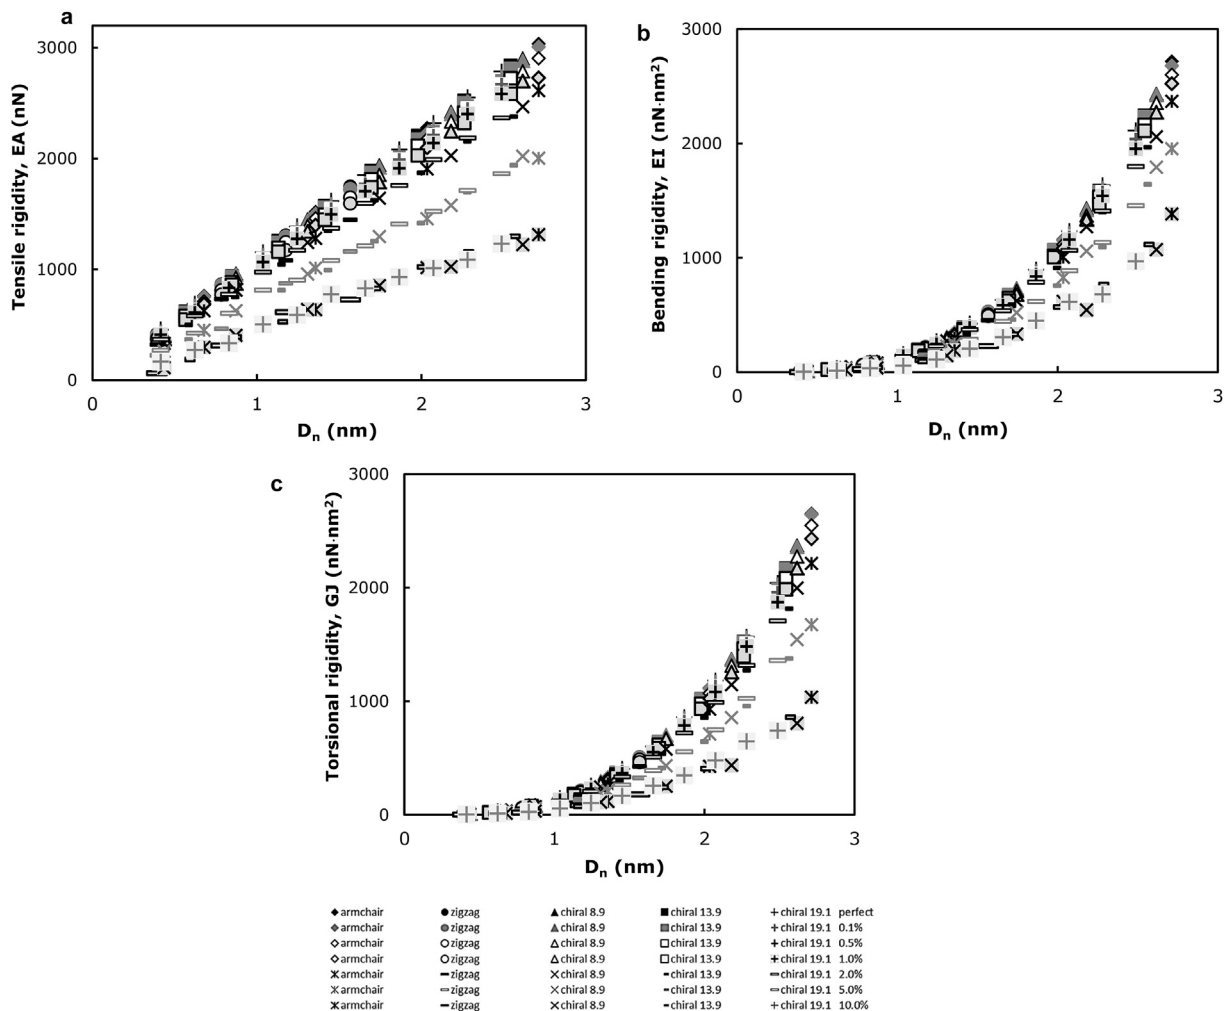 a
Tensile rigidity, EA (nN)
3000
2000
1000
0
0 1 2 3
Dn (nm)
b
Bending rigidity, EI (nN·nm²)
3000
2000
1000
0
0 1 2 3
Dn (nm)
c
Torsional rigidity, GJ (nN·nm²)
3000
2000
1000
0
0 1 2 3
Dn (nm)
armchair zigzag chiral 8.9 chiral 13.9 chiral 19.1 perfect
armchair zigzag chiral 8.9 chiral 13.9 chiral 19.1 0.1%
armchair zigzag chiral 8.9 chiral 13.9 chiral 19.1 0.5%
armchair zigzag chiral 8.9 chiral 13.9 chiral 19.1 1.0%
armchair zigzag chiral 8.9 chiral 13.9 chiral 19.1 2.0%
armchair zigzag chiral 8.9 chiral 13.9 chiral 19.1 5.0%
armchair zigzag chiral 8.9 chiral 13.9 chiral 19.1 10.0%